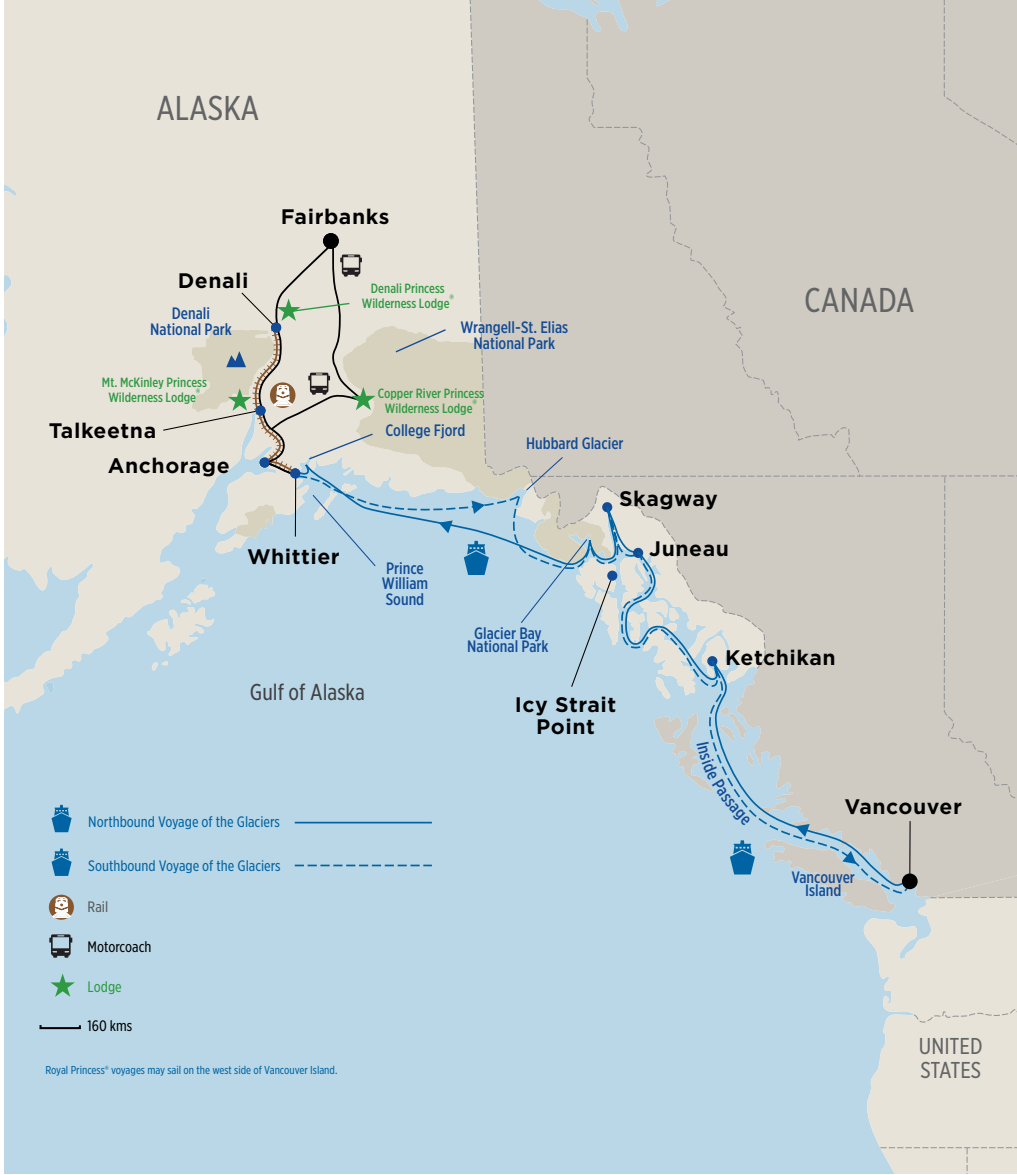 ALASKA
Fairbanks
Denali
Denali Princess
Wilderness Lodge®
CANADA
Denali
National Park
Wrangell-St. Elias
National Park
Mt. McKinley Princess
Wilderness Lodge®
Copper River Princess
Wilderness Lodge®
Talkeetna
College Fjord
Hubbard Glacier
Anchorage
Skagway
Whittier
Juneau
Prince
William
Sound
Glacier Bay
National Park
Ketchikan
Gulf of Alaska
Icy Strait
Point
Inside Passage
Vancouver
Northbound Voyage of the Glaciers
Southbound Voyage of the Glaciers
Vancouver
Island
Rail
Motorcoach
Lodge
160 kms
UNITED
STATES
Royal Princess® voyages may sail on the west side of Vancouver Island.